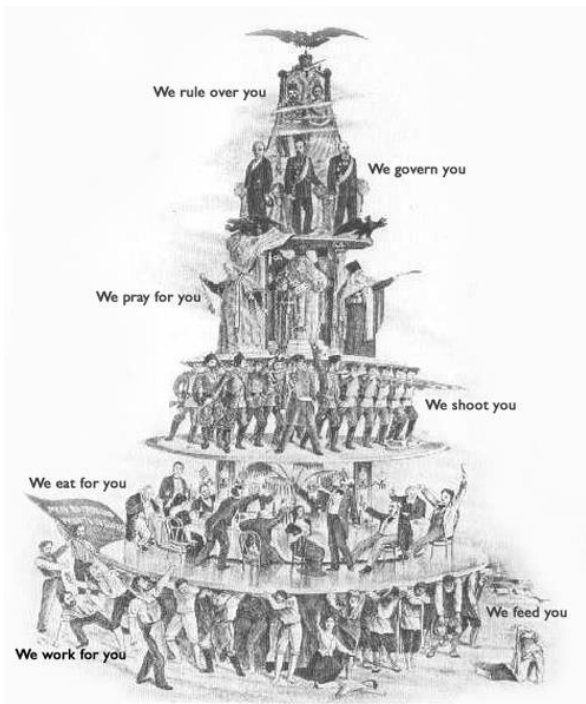 We rule over you
We govern you
We pray for you
We shoot you
We eat for you
We feed you
We work for you